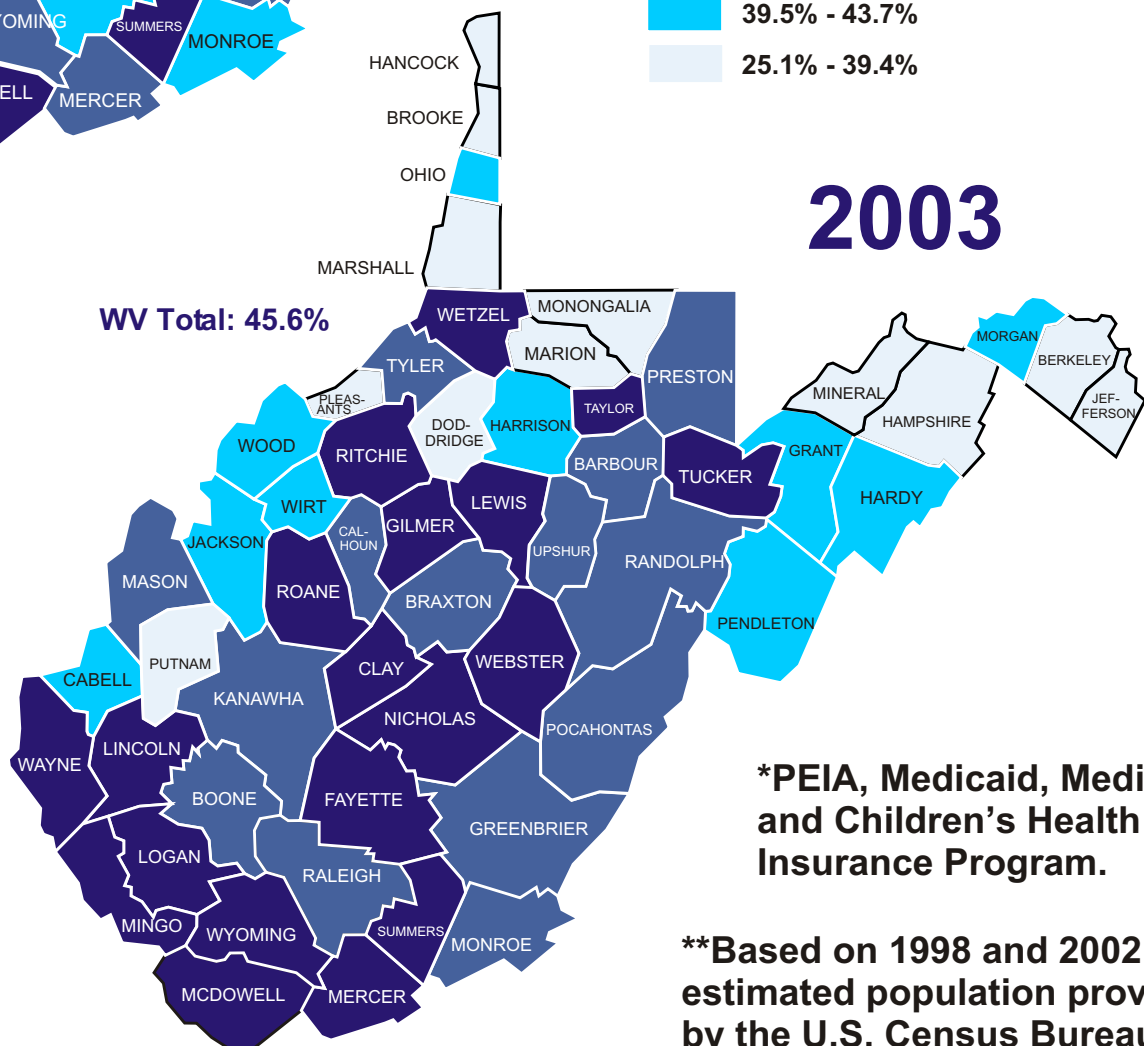 39.5% - 43.7%
25.1% - 39.4%
SUMMERS
MONROE
MERCER
HANCOCK
BROOKE
OHIO
MARSHALL
2003
WV Total: 45.6%
WETZEL
MONONGALIA
MARION
TYLER
PRESTON
MORGAN
BERKELEY
JEF-
FERSON
MINERAL
HAMPSHIRE
PLEAS-
ANTS
TAYLOR
DOD-
DRIDGE
HARRISON
WOOD
RITCHIE
BARBOUR
TUCKER
GRANT
HARDY
WIRT
LEWIS
GILMER
CAL-
HOUN
JACKSON
UPSHUR
RANDOLPH
MASON
ROANE
BRAXTON
PENDLETON
PUTNAM
CABELL
CLAY
WEBSTER
KANAWHA
NICHOLAS
POCAHONTAS
LINCOLN
WAYNE
BOONE
FAYETTE
GREENBRIER
LOGAN
RALEIGH
MINGO
WYOMING
SUMMERS
MONROE
MCDOWELL
MERCER
*PEIA, Medicaid, Medi
and Children's Health
Insurance Program.
**Based on 1998 and 2002
estimated population prov
by the U.S. Census Bureau